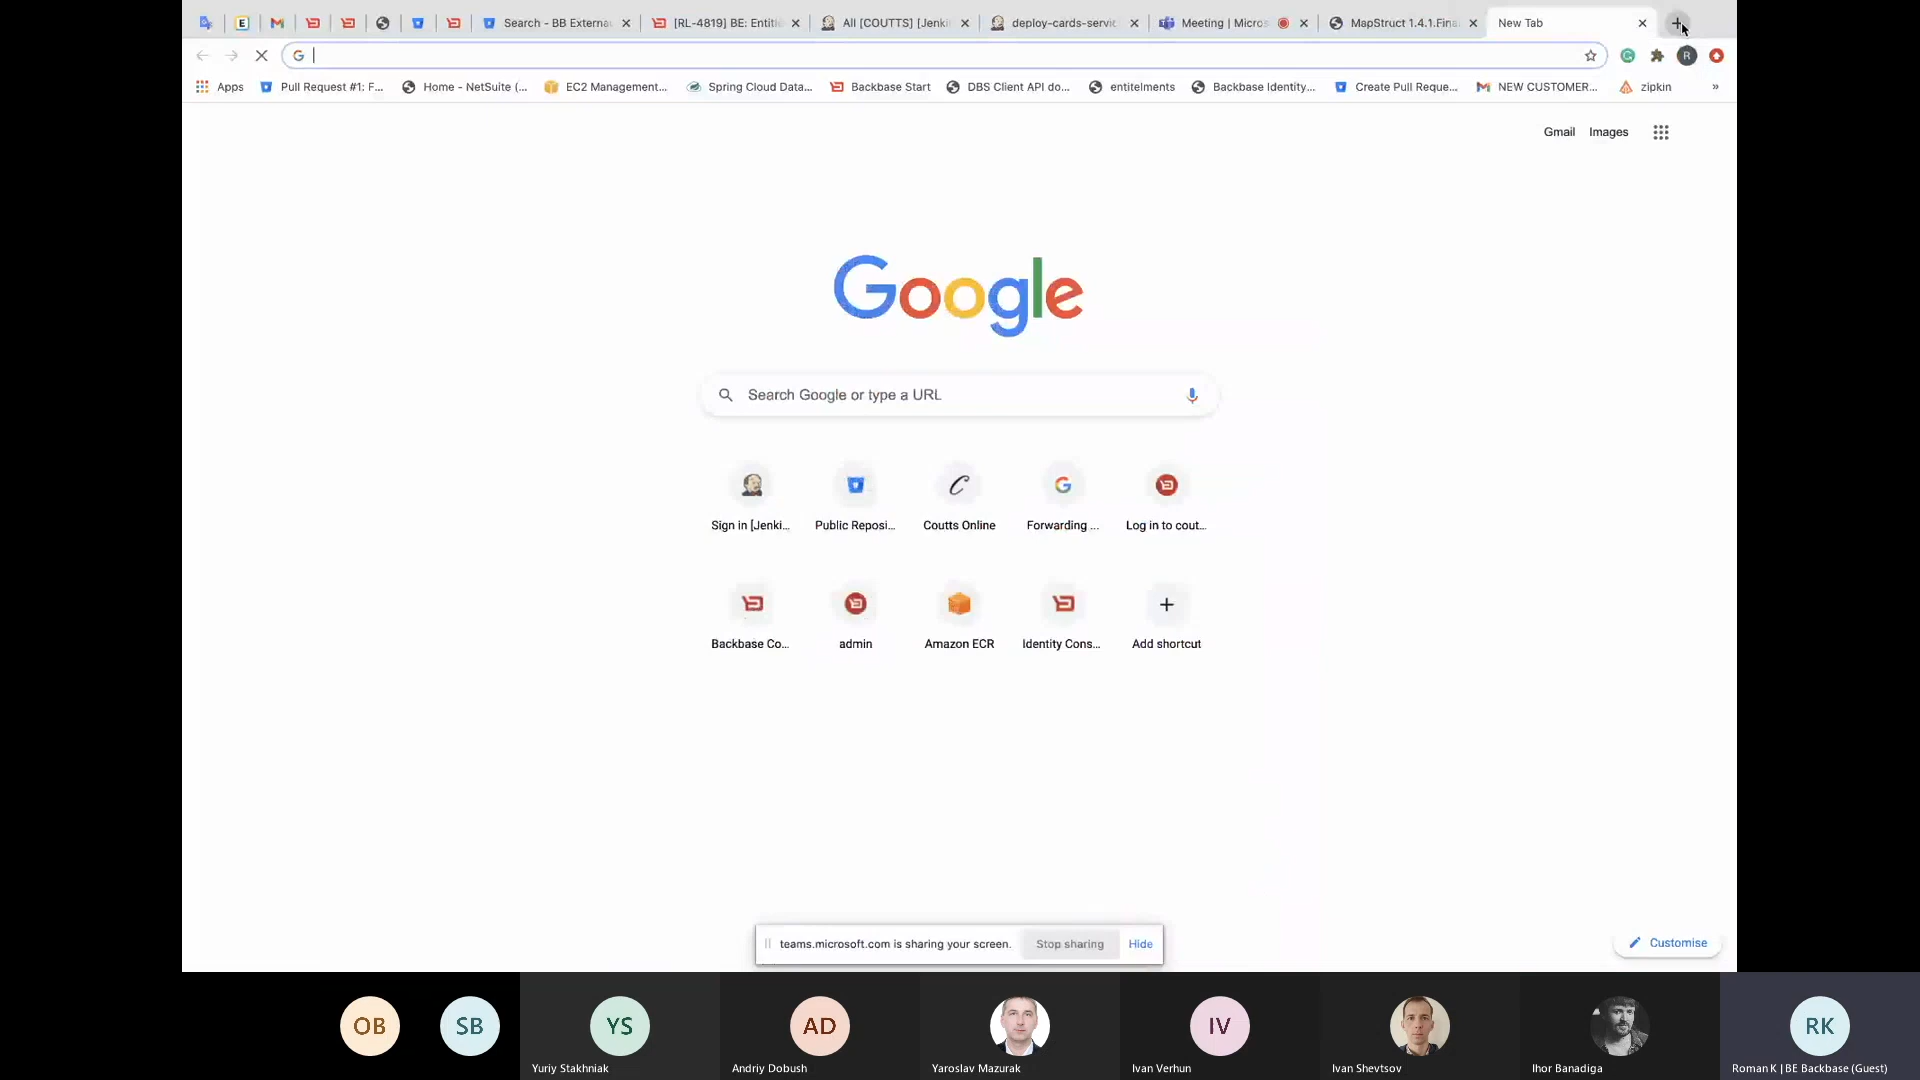 E Search - BB Externa [RL-4819] BE: Entitl All [COUTTS] [Jenki deploy-cards-servic Meeting | Micros MapStruct 1.4.1.Fina New Tab
G R
Apps Pull Request #1: F... Home - NetSuite (... EC2 Management... Spring Cloud Data... Backbase Start DBS Client API do... entitelments Backbase Identity... Create Pull Reque... NEW CUSTOMER... zipkin »
Gmail Images
Google
Search Google or type a URL
Sign in [Jenki... Public Reposi... Coutts Online Forwarding ... Log in to cout...
Backbase Co... admin Amazon ECR Identity Cons... Add shortcut
teams.microsoft.com is sharing your screen. Stop sharing Hide
Customise
OB SB YS AD IV RK
Yuriy Stakhniak Andriy Dobush Yaroslav Mazurak Ivan Verhun Ivan Shevtsov Ihor Banadiga Roman K | BE Backbase (Guest)